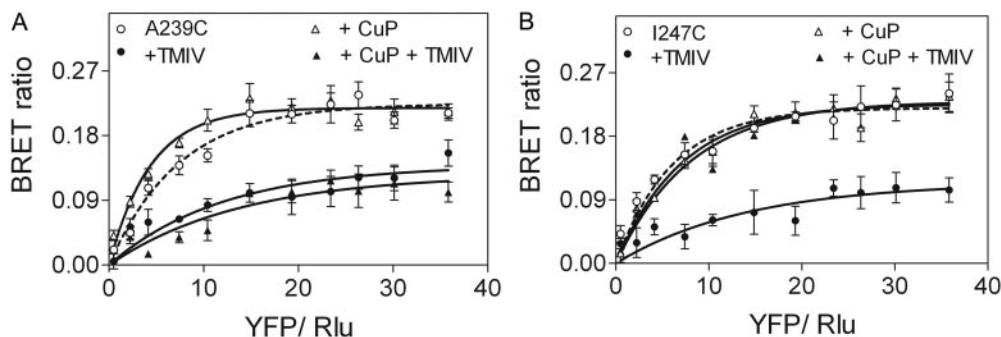 A
A239C
+ CuP
+TMIV
+ CuP + TMIV
BRET ratio
0.27
0.18
0.09
0.00
0 10 20 30 40
YFP/ Rlu
B
I247C
+ CuP
+TMIV
+ CuP + TMIV
BRET ratio
0.27
0.18
0.09
0.00
0 10 20 30 40
YFP/ Rlu